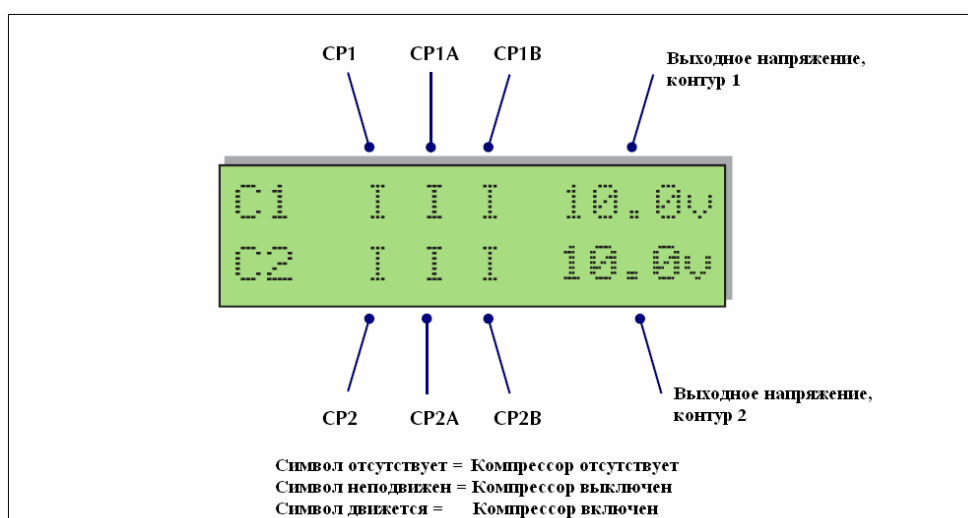 CP1 CP1A CP1B
Выходное напряжение,
контур 1
C1 I I I 10.0v
C2 I I I 10.0v
CP2 CP2A CP2B
Выходное напряжение,
контур 2
Символ отсутствует = Компрессор отсутствует
Символ неподвижен = Компрессор выключен
Символ движется = Компрессор включен